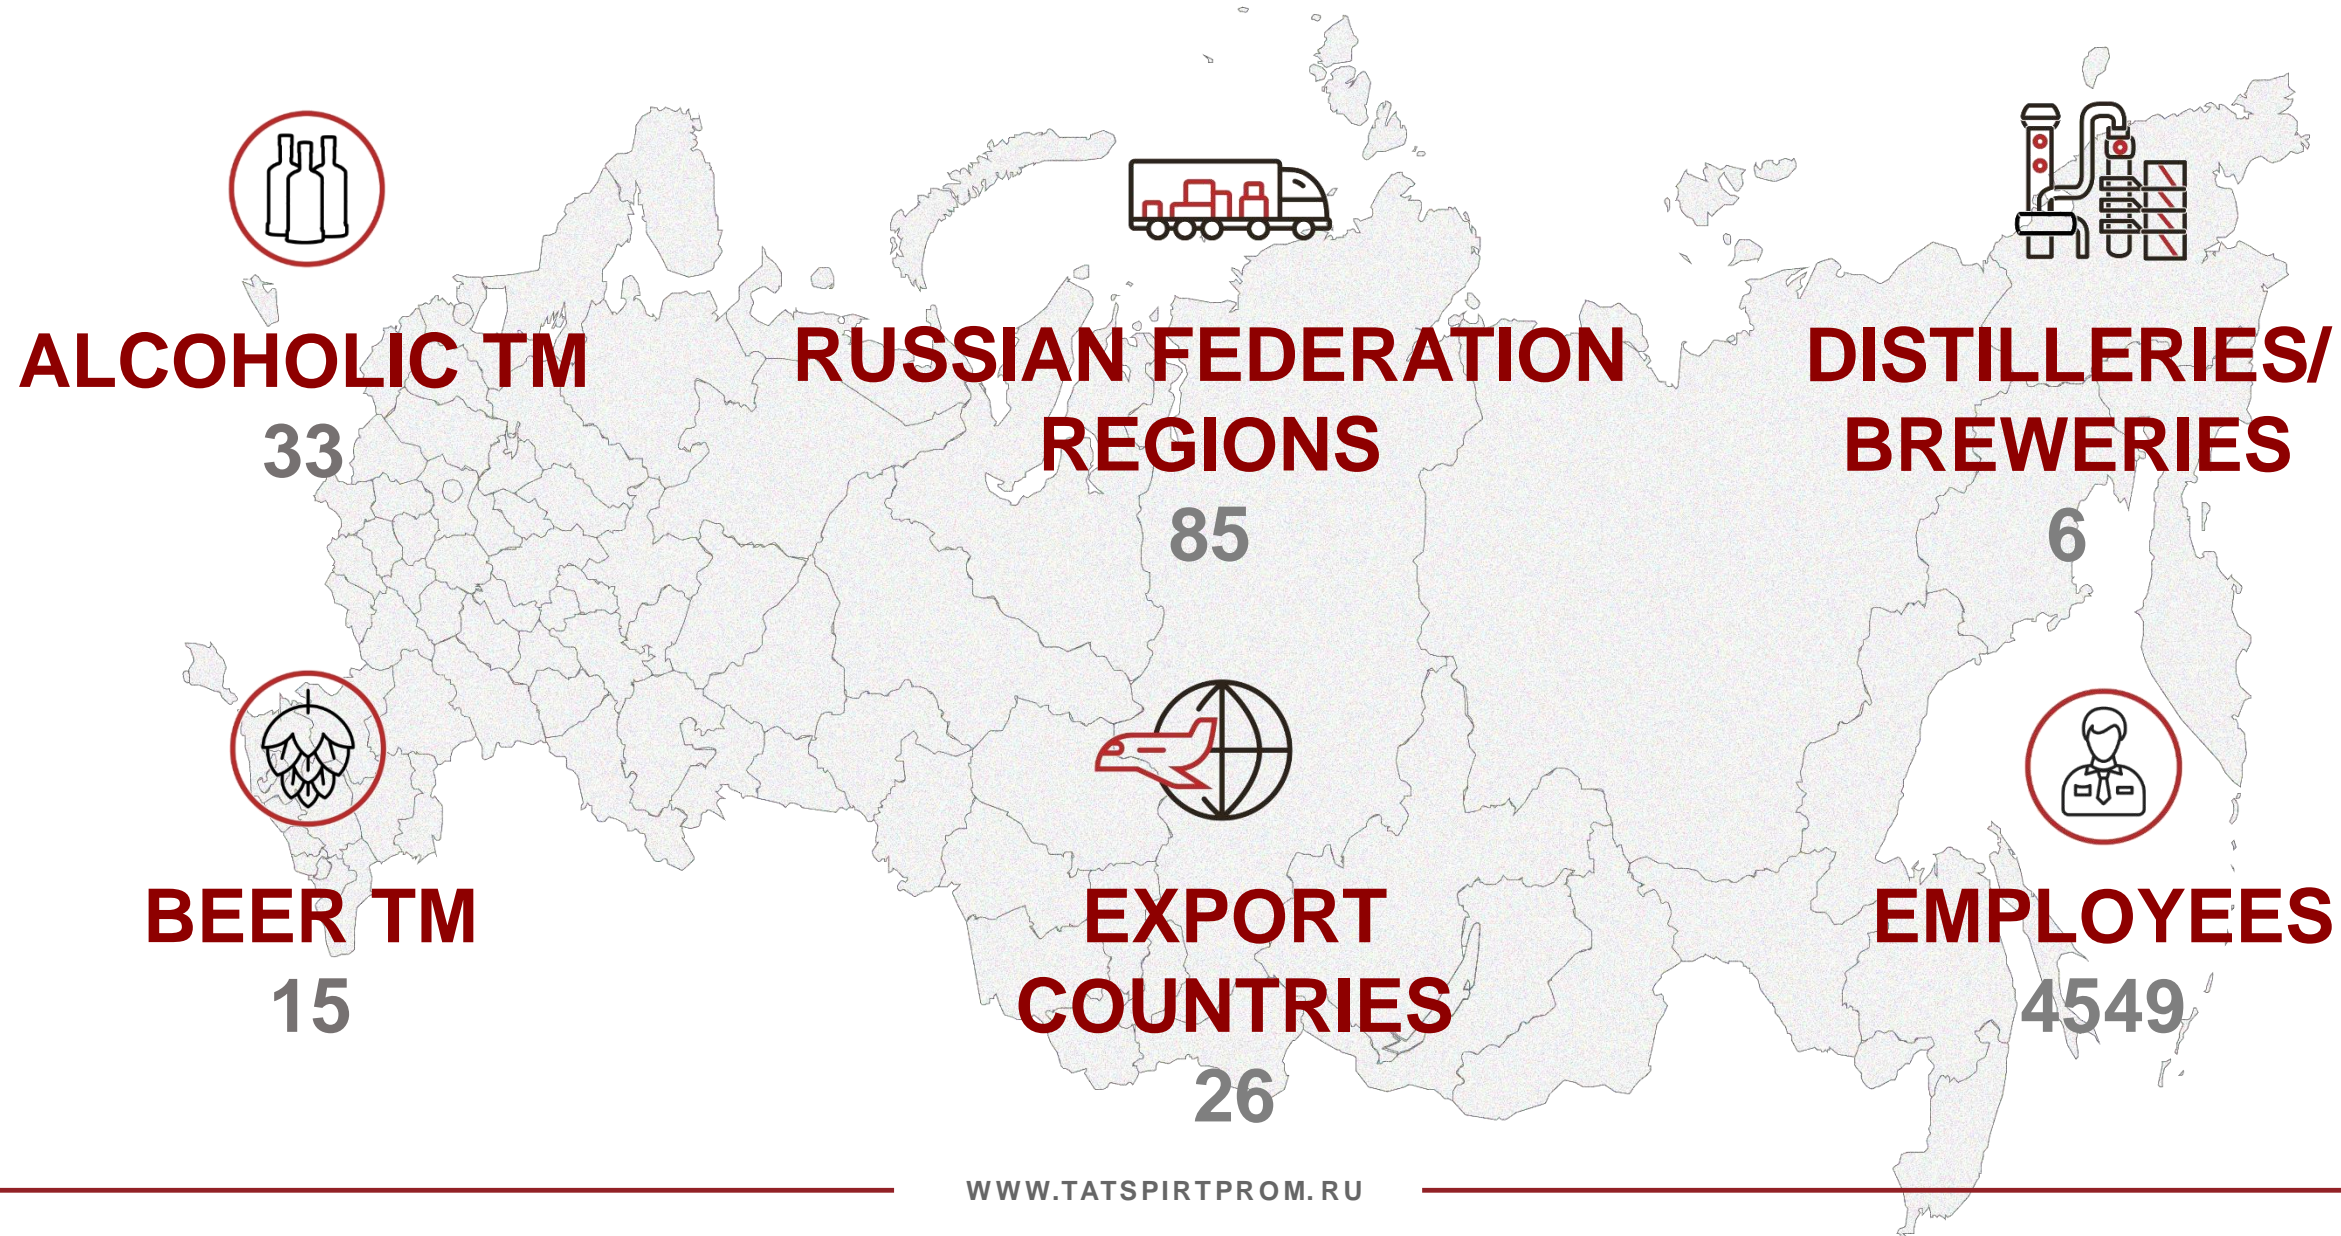 ALCOHOLIC TM
33
RUSSIAN FEDERATION
REGIONS
85
DISTILLERIES/
BREWERIES
6
BEER TM
15
EXPORT
COUNTRIES
26
EMPLOYEES
4549
WWW.TATSPIRTPROM.RU